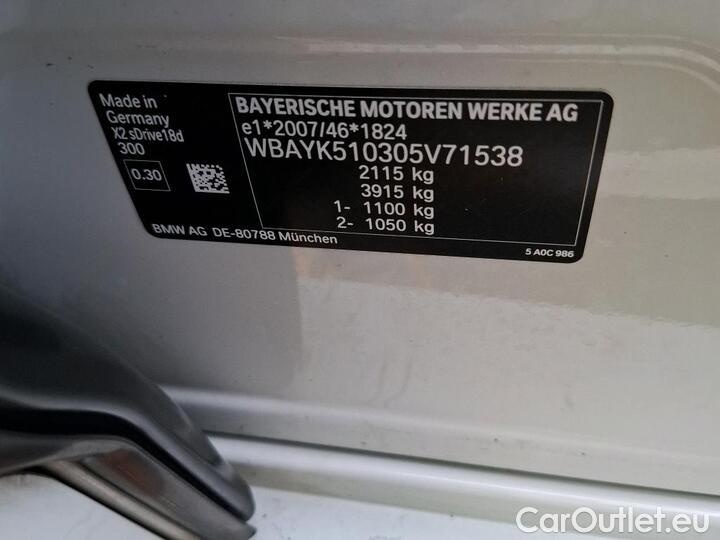 Made in
Germany
X2 sDrive18d
300
0.30
BAYERISCHE MOTOREN WERKE AG
e1*2007/46*1824
WBAYK510305V71538
2115 kg
3915 kg
1- 1100 kg
2- 1050 kg
BMW AG DE-80788 München
5 A0C 986
CarOutlet.eu